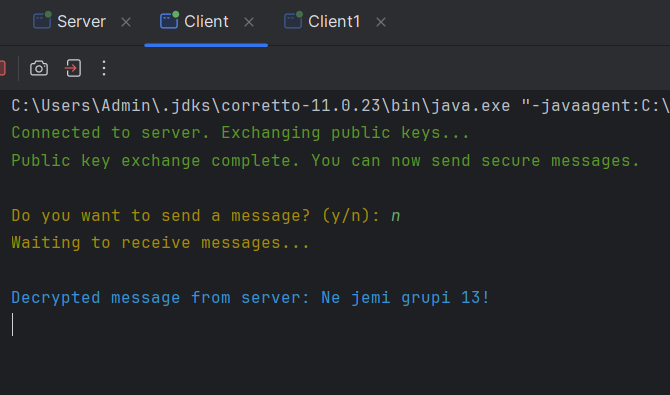 Server Client Client1
C:\Users\Admin\.jdks\corretto-11.0.23\bin\java.exe "-javaagent:C:\
Connected to server. Exchanging public keys...
Public key exchange complete. You can now send secure messages.
Do you want to send a message? (y/n): n
Waiting to receive messages...
Decrypted message from server: Ne jemi grupi 13!